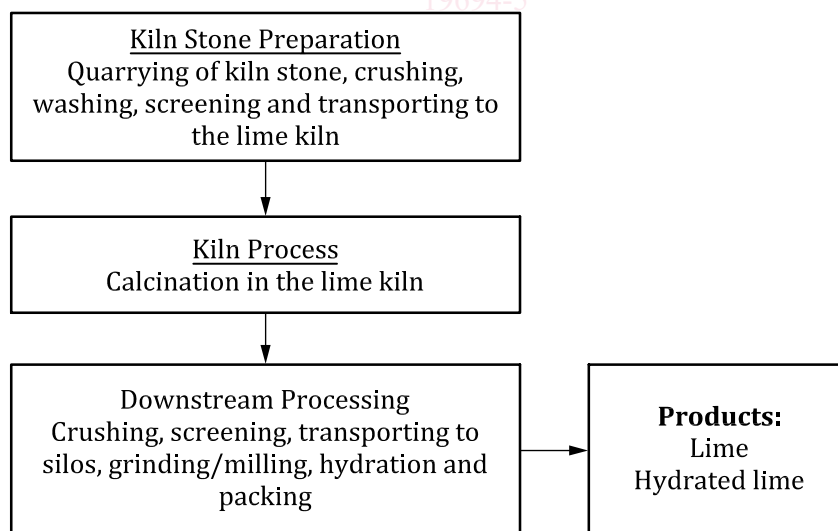 19694-5
Kiln Stone Preparation
Quarrying of kiln stone, crushing,
washing, screening and transporting to
the lime kiln
Kiln Process
Calcination in the lime kiln
Downstream Processing
Crushing, screening, transporting to
silos, grinding/milling, hydration and
packing
Products:
Lime
Hydrated lime